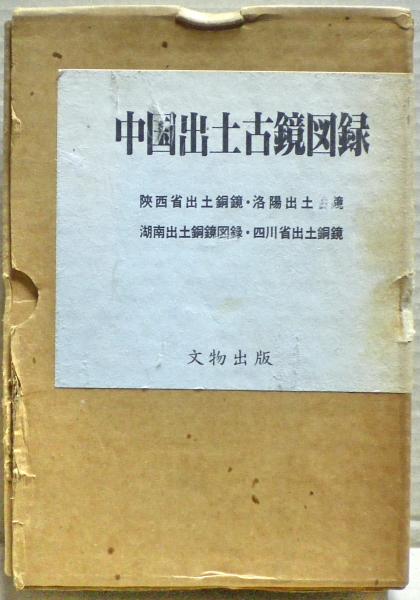 中国出土古鏡図録
陝西省出土銅鏡・洛陽出土古鏡
湖南出土銅鏡図録・四川省出土銅鏡
文物出版